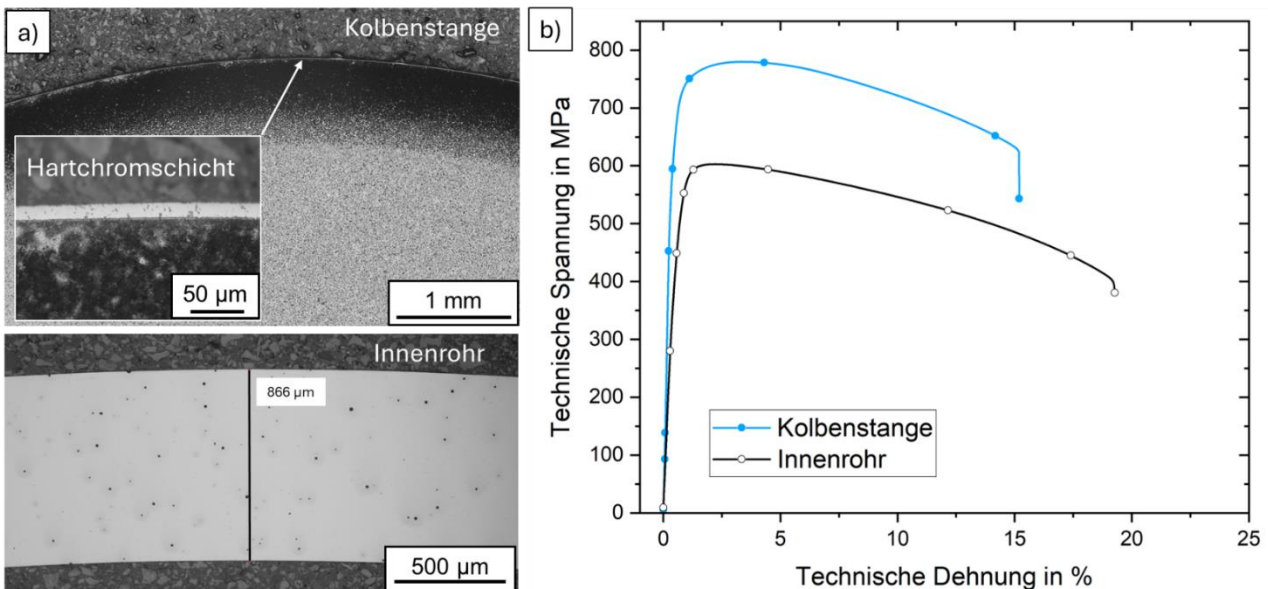 a)
Kolbenstange
Hartchromschicht
50 µm
1 mm
Innenrohr
866 µm
500 µm
b)
Technische Spannung in MPa
800
700
600
500
400
300
200
100
0
Kolbenstange
Innenrohr
0 5 10 15 20 25
Technische Dehnung in %